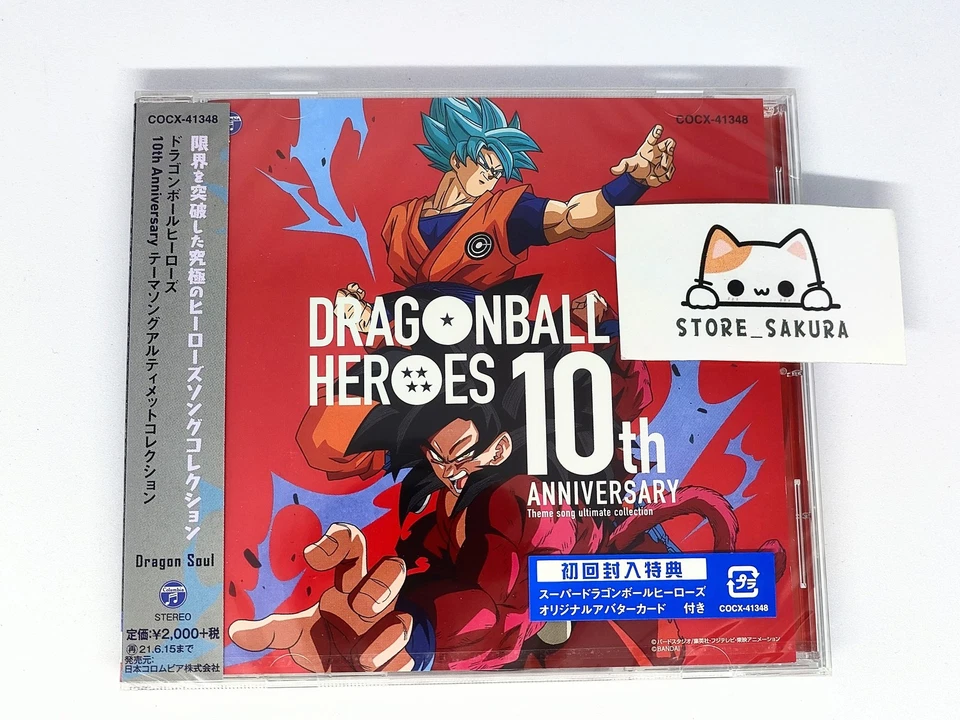 COCX-41348
限界を突破した究極のヒーローズソングコレクション
ドラゴンボールヒーローズ
10th Anniversary テーマソングアルティメットコレクション
Dragon Soul
Columbia
STEREO
定価:¥2,000+税
再 21.6.15まで
発売元:
日本コロムビア株式会社
COCX-41348
DRAGONBALL
HEROES
10th
ANNIVERSARY
Theme song ultimate collection
STORE_SAKURA
初回封入特典
スーパードラゴンボールヒーローズ
オリジナルアバターカード 付き
プラ
COCX-41348
©バードスタジオ/集英社・フジテレビ・東映アニメーション
©BANDAI